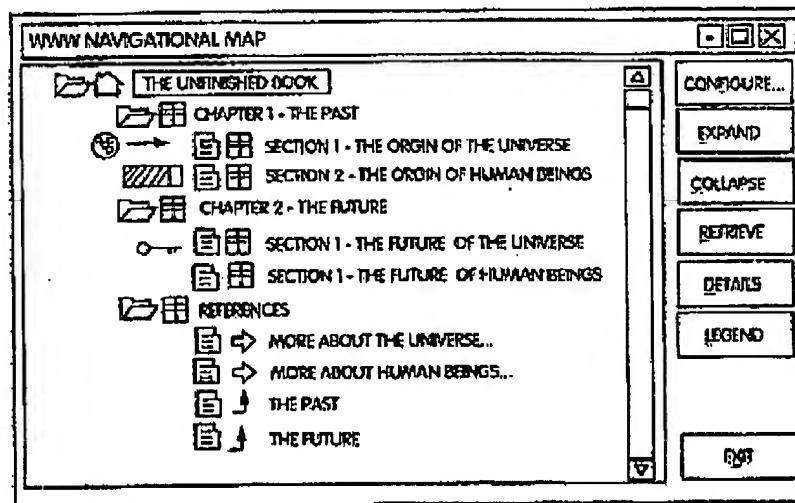 WWW NAVIGATIONAL MAP
THE UNFINISHED BOOK
CHAPTER 1 - THE PAST
SECTION 1 - THE ORGIN OF THE UNIVERSE
SECTION 2 - THE ORGIN OF HUMAN BEINGS
CHAPTER 2 - THE FUTURE
SECTION 1 - THE FUTURE OF THE UNIVERSE
SECTION 1 - THE FUTURE OF HUMAN BEINGS
REFERENCES
MORE ABOUT THE UNIVERSE...
MORE ABOUT HUMAN BEINGS...
THE PAST
THE FUTURE
CONFIGURE...
EXPAND
COLLAPSE
RETRIEVE
DETAILS
LEGEND
EXIT